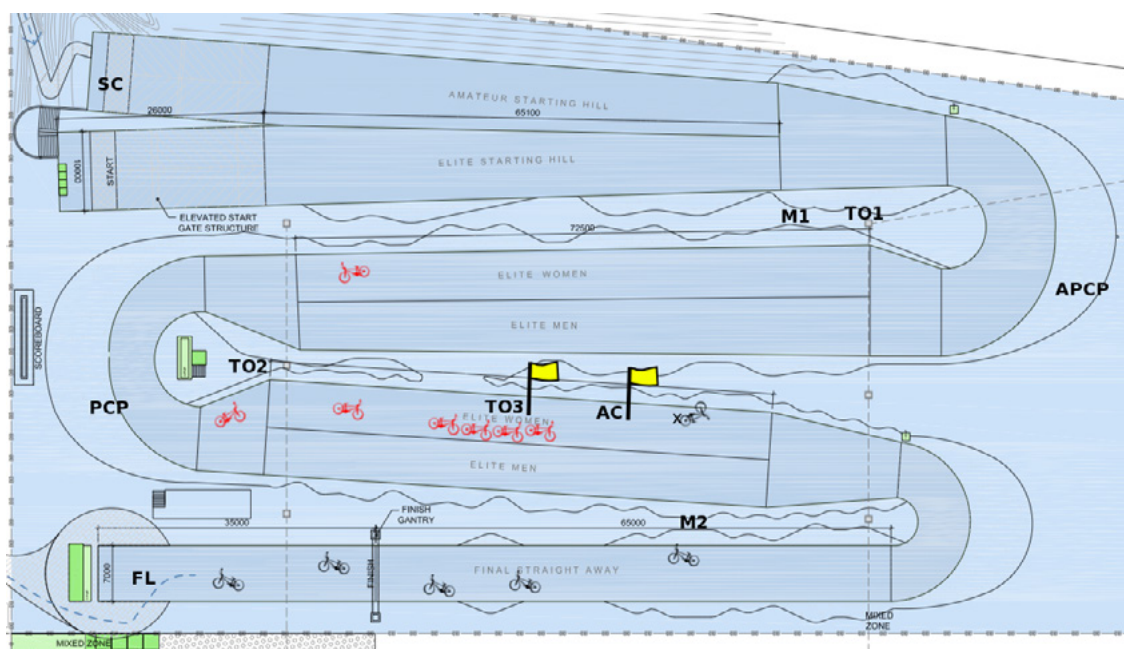 SC
AMATEUR STARTING HILL
26000
65100
START
10000
ELITE STARTING HILL
ELEVATED START
GATE STRUCTURE
M1
TO1
72500
ELITE WOMEN
APCP
SCOREBOARD
ELITE MEN
TO2
PCP
TO3
AC
ELITE WOMEN
X
ELITE MEN
35000
FINISH
GANTRY
65000
M2
FL
7000
FINISH
FINAL STRAIGHT AWAY
MIXED
ZONE
MIXED ZONE